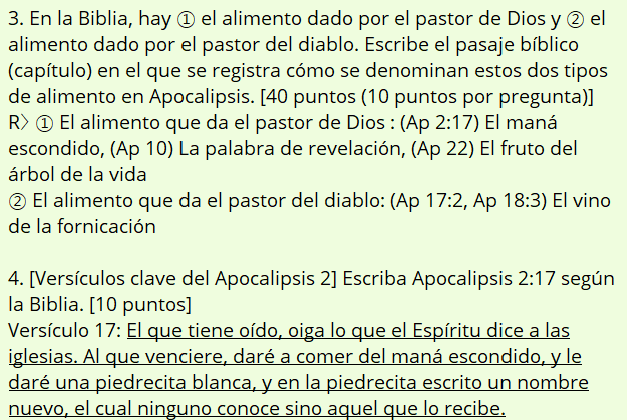 3. En la Biblia, hay ① el alimento dado por el pastor de Dios y ② el
alimento dado por el pastor del diablo. Escribe el pasaje bíblico
(capítulo) en el que se registra cómo se denominan estos dos tipos
de alimento en Apocalipsis. [40 puntos (10 puntos por pregunta)]
R〉 ① El alimento que da el pastor de Dios : (Ap 2:17) El maná
escondido, (Ap 10) La palabra de revelación, (Ap 22) El fruto del
árbol de la vida
② El alimento que da el pastor del diablo: (Ap 17:2, Ap 18:3) El vino
de la fornicación
4. [Versículos clave del Apocalipsis 2] Escriba Apocalipsis 2:17 según
la Biblia. [10 puntos]
Versículo 17: El que tiene oído, oiga lo que el Espíritu dice a las
iglesias. Al que venciere, daré a comer del maná escondido, y le
daré una piedrecita blanca, y en la piedrecita escrito un nombre
nuevo, el cual ninguno conoce sino aquel que lo recibe.